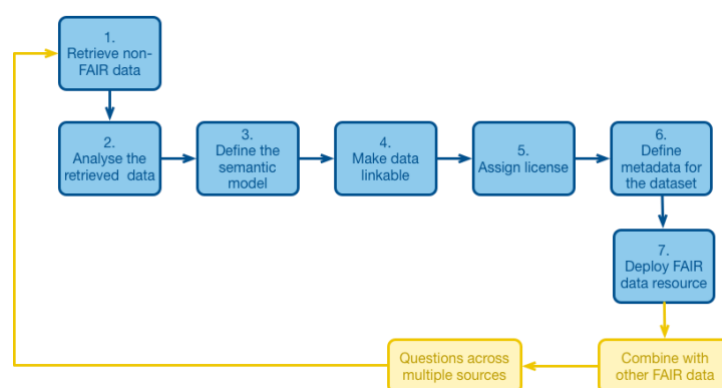 1.
Retrieve non-
FAIR data
2.
Analyse the
retrieved data
3.
Define the
semantic
model
4.
Make data
linkable
5.
Assign license
6.
Define
metadata for
the dataset
7.
Deploy FAIR
data resource
Questions across
multiple sources
Combine with
other FAIR data